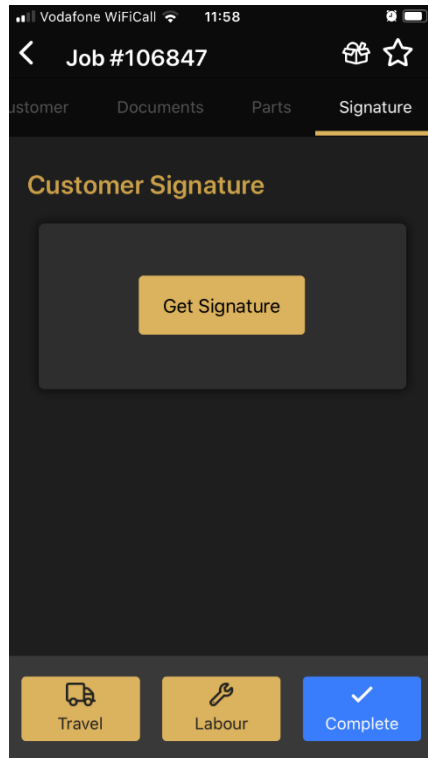 Vodafone WiFiCall 11:58
Job #106847
ustomer Documents Parts Signature
Customer Signature
Get Signature
Travel Labour Complete